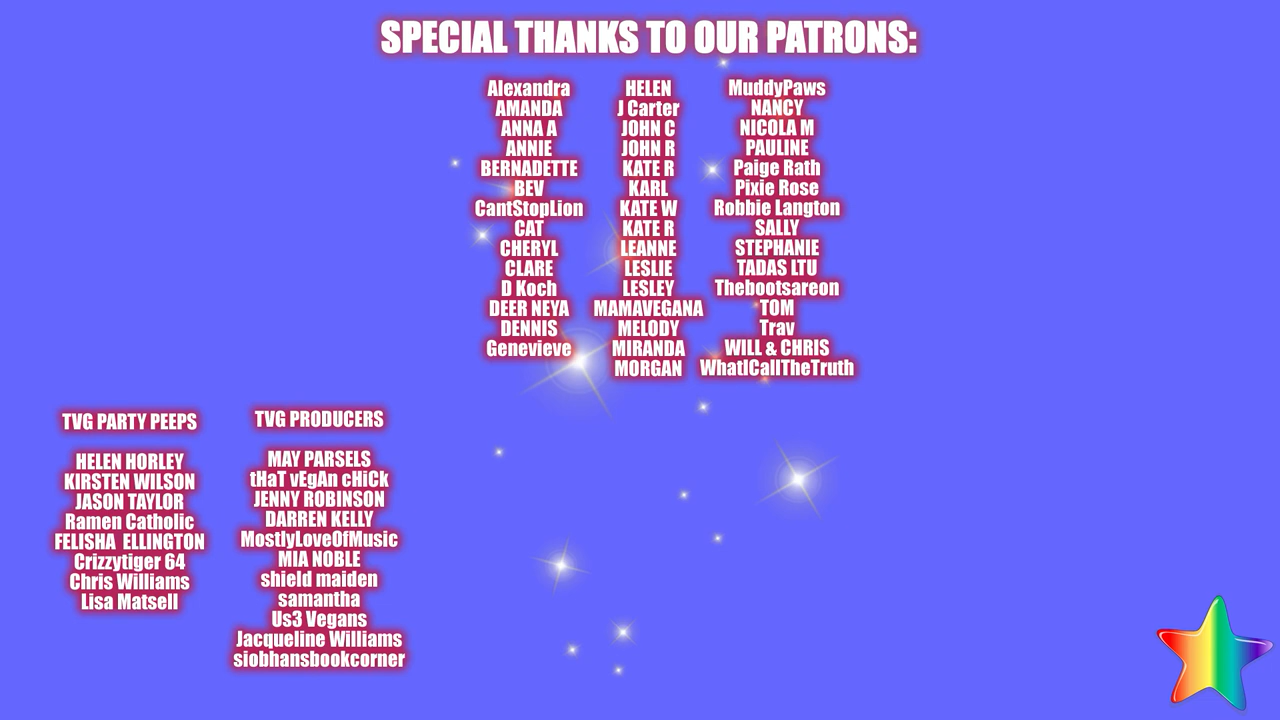 SPECIAL THANKS TO OUR PATRONS:
Alexandra
AMANDA
ANNA A
ANNIE
BERNADETTE
BEV
CantStopLion
CAT
CHERYL
CLARE
D Koch
DEER NEYA
DENNIS
Genevieve
HELEN
J Carter
JOHN C
JOHN R
KATE R
KARL
KATE W
KATE R
LEANNE
LESLIE
LESLEY
MAMAVEGANA
MELODY
MIRANDA
MORGAN
MuddyPaws
NANCY
NICOLA M
PAULINE
Paige Rath
Pixie Rose
Robbie Langton
SALLY
STEPHANIE
TADAS LTU
Thebootsareon
TOM
Trav
WILL & CHRIS
WhatICallTheTruth
TVG PARTY PEEPS
HELEN HORLEY
KIRSTEN WILSON
JASON TAYLOR
Ramen Catholic
FELISHA ELLINGTON
Crizzytiger 64
Chris Williams
Lisa Matsell
TVG PRODUCERS
MAY PARSELS
tHaT vEgAn cHiCk
JENNY ROBINSON
DARREN KELLY
MostlyLoveOfMusic
MIA NOBLE
shield maiden
samantha
Us3 Vegans
Jacqueline Williams
siobhansbookcorner